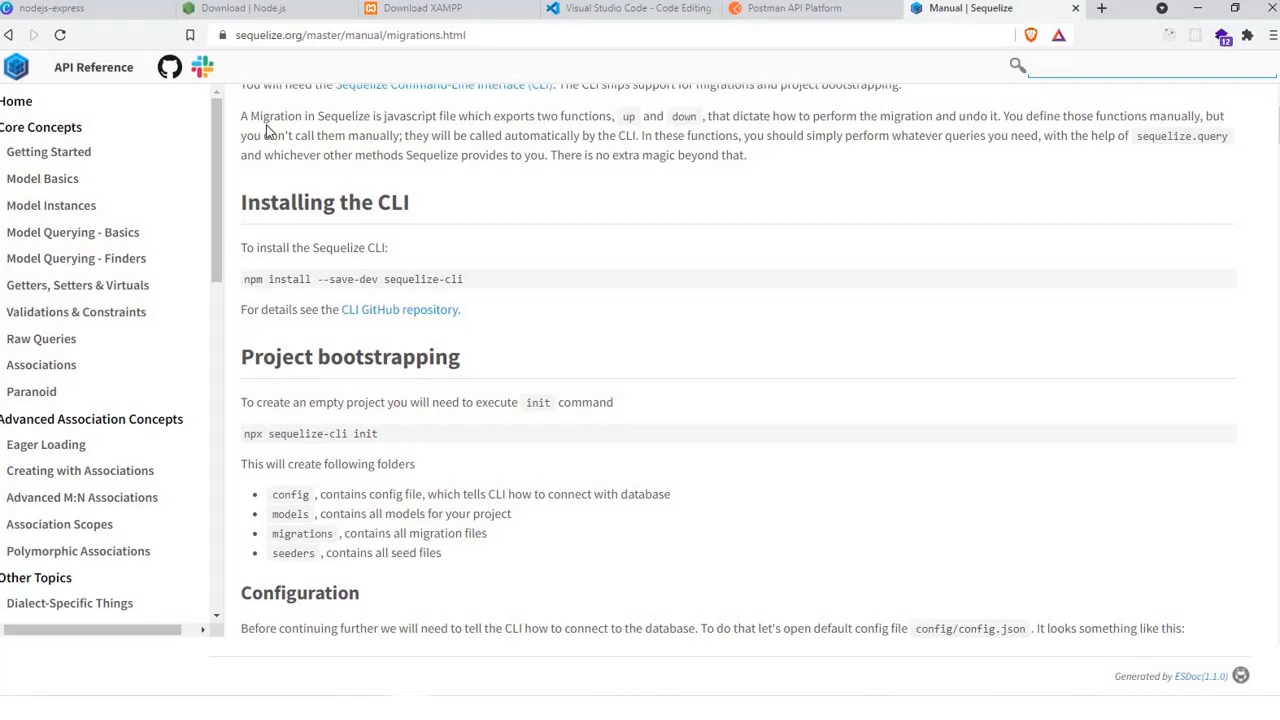 nodejs-express
Download | Node.js
Download XAMPP
Visual Studio Code - Code Editing.
Postman API Platform
Manual | Sequelize
sequelize.org/master/manual/migrations.html
12
API Reference
Home
Core Concepts
Getting Started
Model Basics
Model Instances
Model Querying - Basics
Model Querying - Finders
Getters, Setters & Virtuals
Validations & Constraints
Raw Queries
Associations
Paranoid
Advanced Association Concepts
Eager Loading
Creating with Associations
Advanced M:N Associations
Association Scopes
Polymorphic Associations
Other Topics
Dialect-Specific Things
You will need the Sequelize Command-Line Interface (CLI). The CLI ships support for migrations and project bootstrapping.
A Migration in Sequelize is javascript file which exports two functions, up and down , that dictate how to perform the migration and undo it. You define those functions manually, but
you don't call them manually; they will be called automatically by the CLI. In these functions, you should simply perform whatever queries you need, with the help of sequelize.query
and whichever other methods Sequelize provides to you. There is no extra magic beyond that.
Installing the CLI
To install the Sequelize CLI:
npm install --save-dev sequelize-cli
For details see the CLI GitHub repository.
Project bootstrapping
To create an empty project you will need to execute init command
npx sequelize-cli init
This will create following folders
• config , contains config file, which tells CLI how to connect with database
• models , contains all models for your project
• migrations , contains all migration files
• seeders , contains all seed files
Configuration
Before continuing further we will need to tell the CLI how to connect to the database. To do that let's open default config file config/config.json . It looks something like this:
Generated by ESDoc(1.1.0)